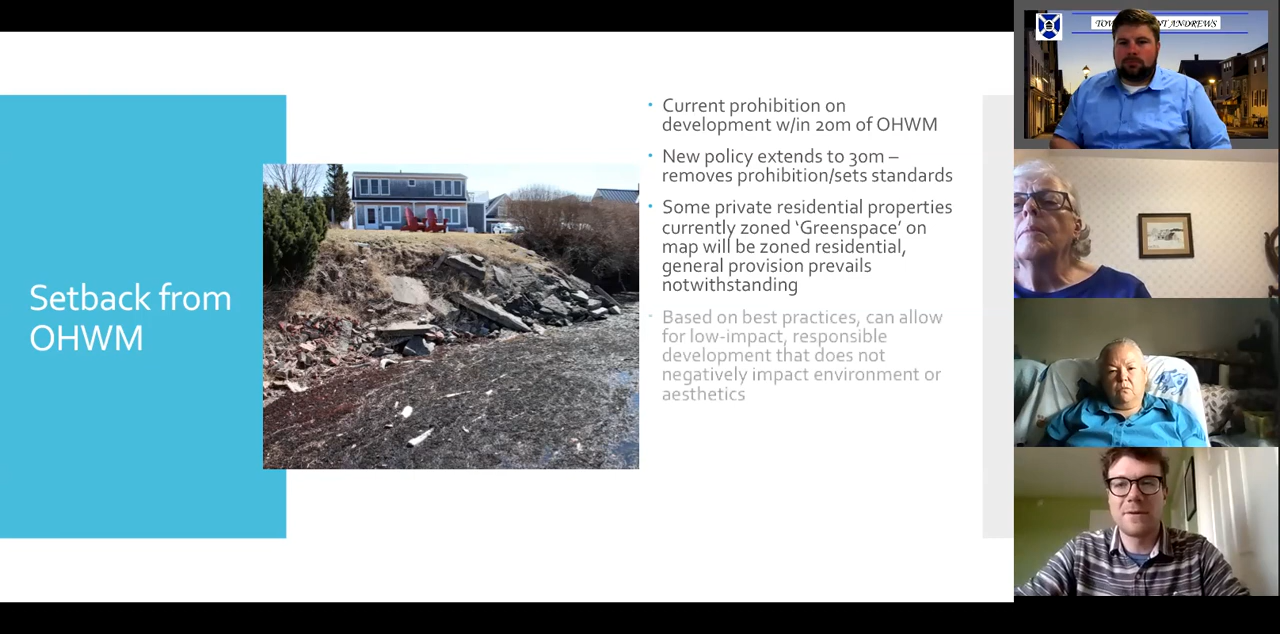 Setback from
OHWM
Current prohibition on
development w/in 20m of OHWM
New policy extends to 30m –
removes prohibition/sets standards
Some private residential properties
currently zoned ‘Greenspace’ on
map will be zoned residential,
general provision prevails
notwithstanding
Based on best practices, can allow
for low-impact, responsible
development that does not
negatively impact environment or
aesthetics
ANDREWS